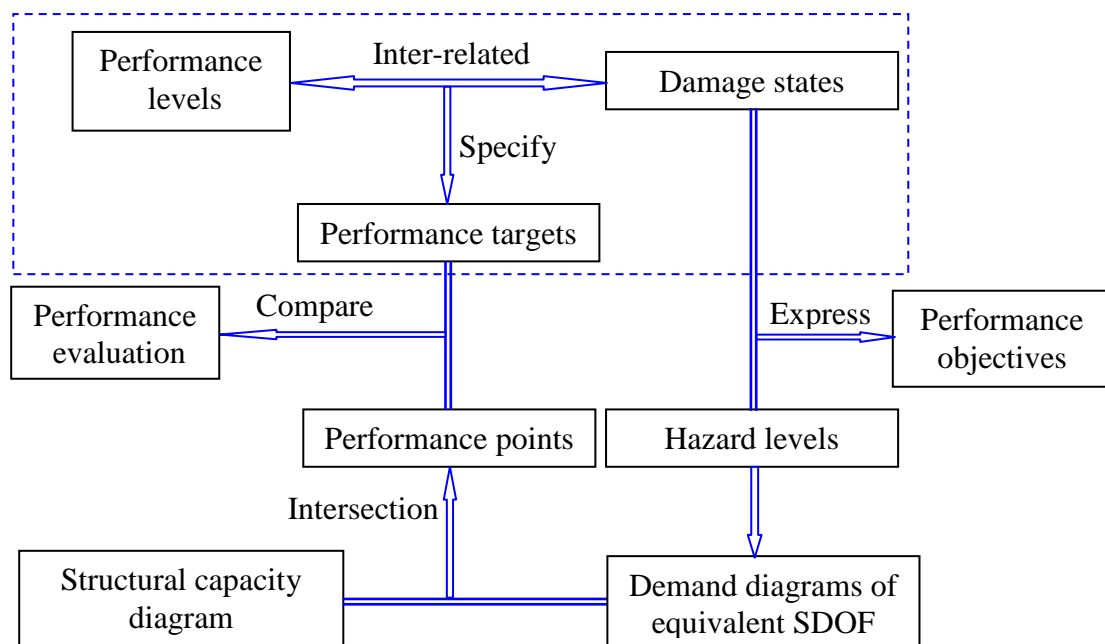 Performance
levels
Inter-related
Damage states
Specify
Performance targets
Performance
evaluation
Compare
Express
Performance
objectives
Performance points
Hazard levels
Intersection
Structural capacity
diagram
Demand diagrams of
equivalent SDOF